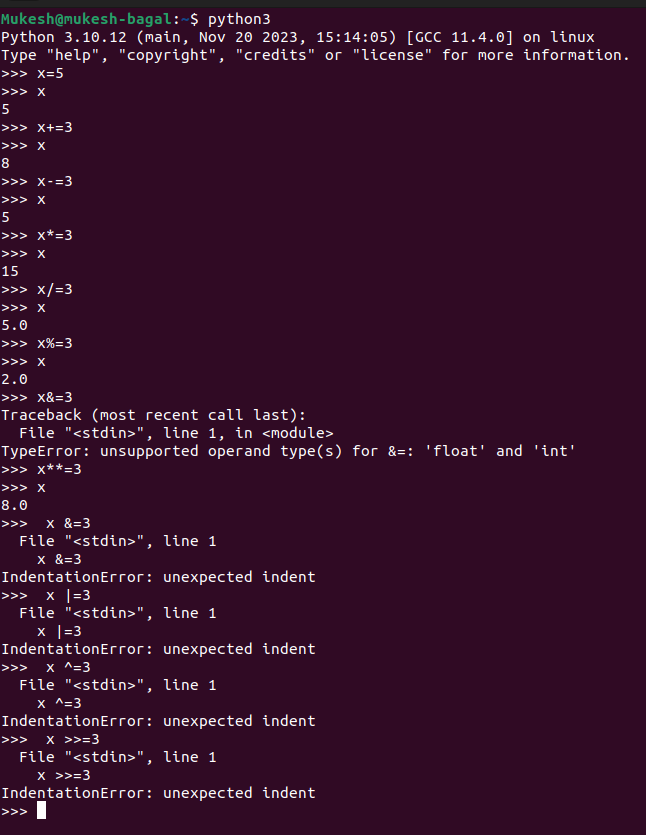 Mukesh@mukesh-bagal:~$ python3
Python 3.10.12 (main, Nov 20 2023, 15:14:05) [GCC 11.4.0] on linux
Type "help", "copyright", "credits" or "license" for more information.
>>> x=5
>>> x
5
>>> x+=3
>>> x
8
>>> x-=3
>>> x
5
>>> x*=3
>>> x
15
>>> x/=3
>>> x
5.0
>>> x%=3
>>> x
2.0
>>> x&=3
Traceback (most recent call last):
  File "<stdin>", line 1, in <module>
TypeError: unsupported operand type(s) for &=: 'float' and 'int'
>>> x**=3
>>> x
8.0
>>>  x &=3
  File "<stdin>", line 1
    x &=3
IndentationError: unexpected indent
>>>  x |=3
  File "<stdin>", line 1
    x |=3
IndentationError: unexpected indent
>>>  x ^=3
  File "<stdin>", line 1
    x ^=3
IndentationError: unexpected indent
>>>  x >>=3
  File "<stdin>", line 1
    x >>=3
IndentationError: unexpected indent
>>>